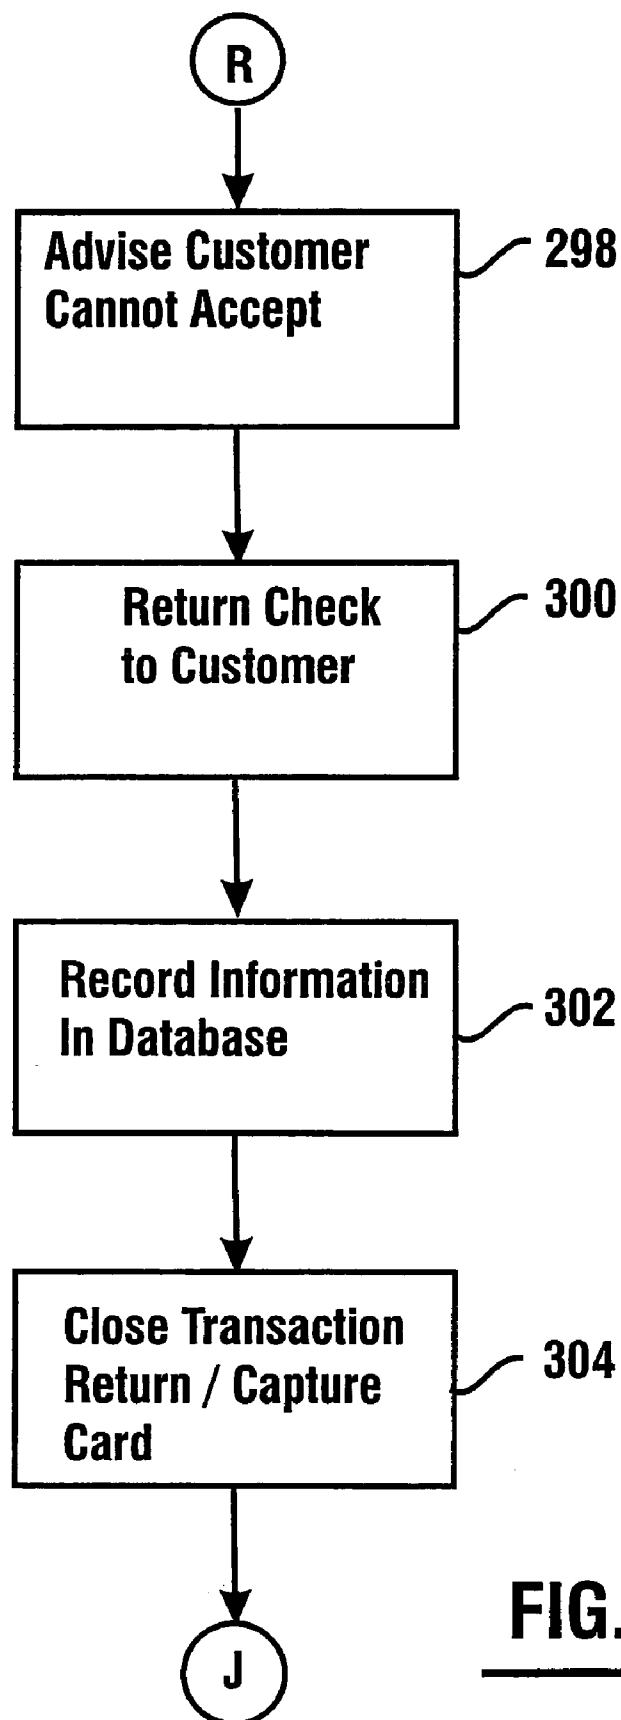 R
Advise Customer
Cannot Accept
298
Return Check
to Customer
300
Record Information
In Database
302
Close Transaction
Return / Capture
Card
304
J
FIG.